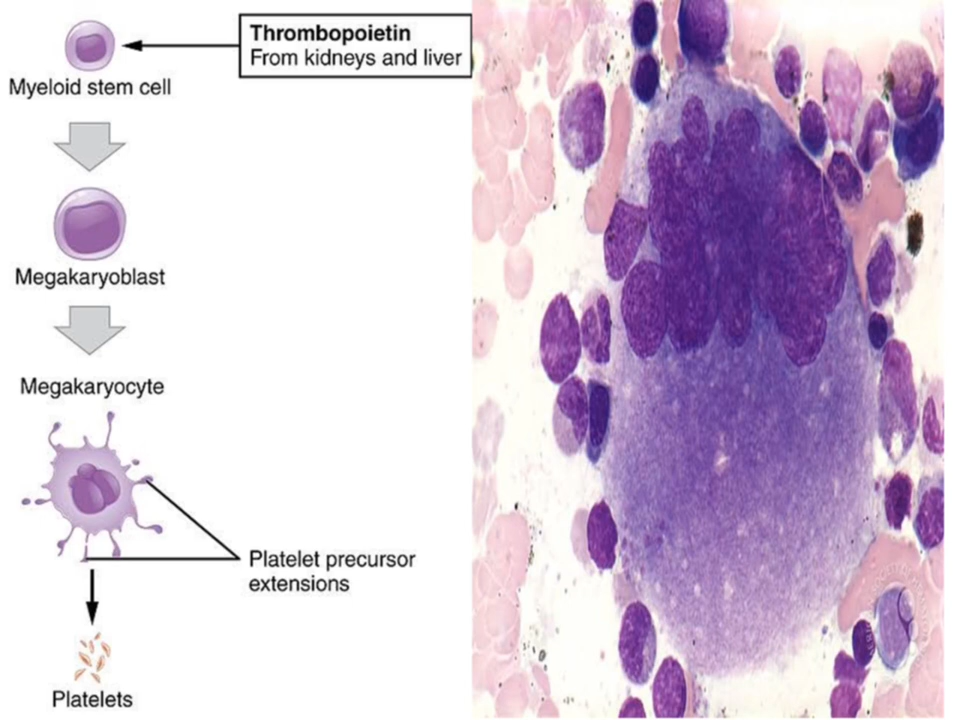 Thrombopoietin
From kidneys and liver
Myeloid stem cell
Megakaryoblast
Megakaryocyte
Platelet precursor
extensions
Platelets